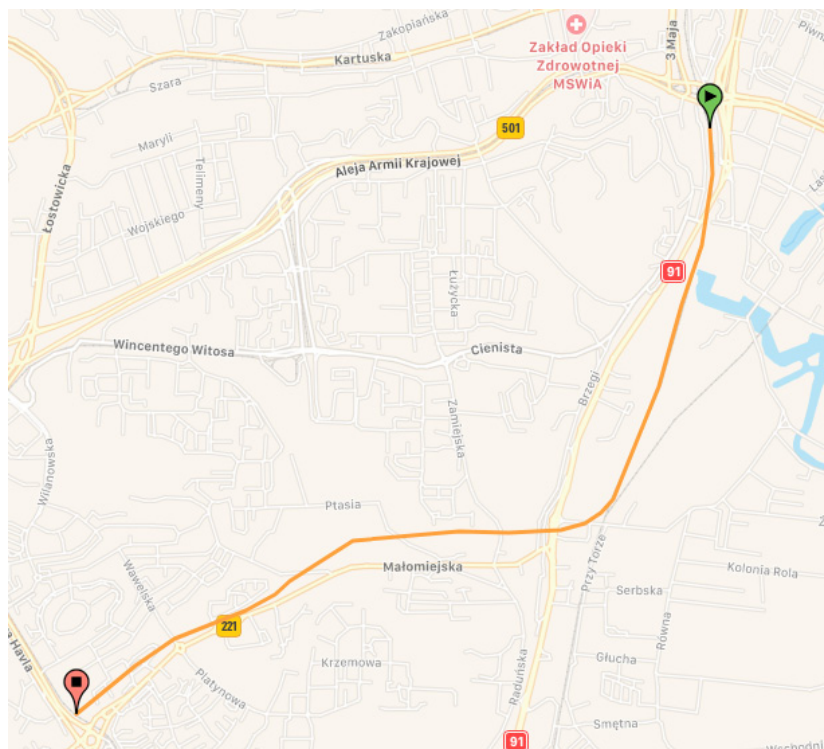 Zakopiańska
Kartuska
3 Maja
Zakład Opieki
Zdrowotnej
MSWiA
Szara
501
Maryli
Aleja Armii Krajowej
Telimeny
Łostowicka
Wojskiego
91
Łużycka
Wincentego Witosa
Cienista
Brzegi
Zamiejska
Wilanowska
Ptasia
Małomiejska
Przy Torze
Kolonia Rola
Wawelska
Serbska
Równa
221
Havla
Krzemowa
Głucha
Raduńska
Platynowa
Smętna
91